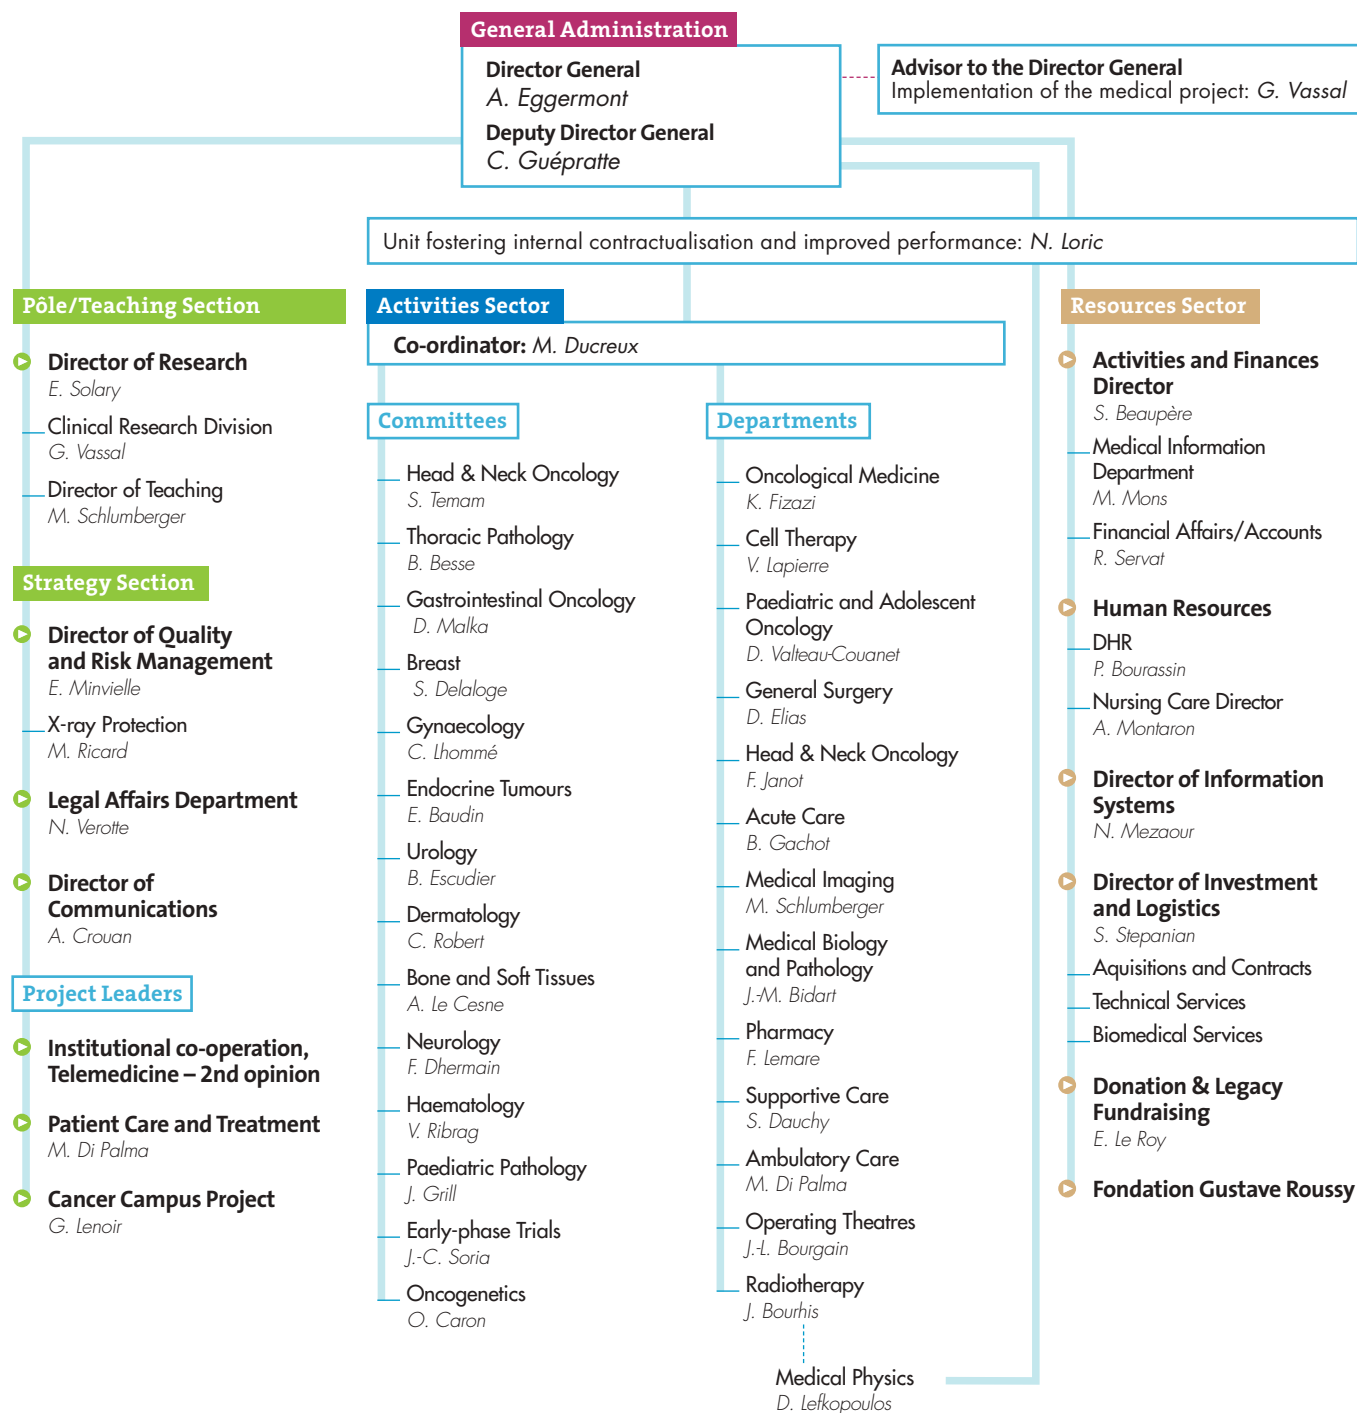 General Administration
Director General
A. Eggermont
Deputy Director General
C. Guépratte
Advisor to the Director General
Implementation of the medical project: G. Vassal
Unit fostering internal contractualisation and improved performance: N. Loric
Pôle/Teaching Section
Director of Research
E. Solary
Clinical Research Division
G. Vassal
Director of Teaching
M. Schlumberger
Strategy Section
Director of Quality
and Risk Management
E. Minvielle
X-ray Protection
M. Ricard
Legal Affairs Department
N. Verotte
Director of
Communications
A. Crouan
Project Leaders
Institutional co-operation,
Telemedicine – 2nd opinion
Patient Care and Treatment
M. Di Palma
Cancer Campus Project
G. Lenoir
Activities Sector
Co-ordinator: M. Ducreux
Committees
Head & Neck Oncology
S. Temam
Thoracic Pathology
B. Besse
Gastrointestinal Oncology
D. Malka
Breast
S. Delaloge
Gynaecology
C. Lhommé
Endocrine Tumours
E. Baudin
Urology
B. Escudier
Dermatology
C. Robert
Bone and Soft Tissues
A. Le Cesne
Neurology
F. Dhermain
Haematology
V. Ribrag
Paediatric Pathology
J. Grill
Early-phase Trials
J.-C. Soria
Oncogenetics
O. Caron
Departments
Oncological Medicine
K. Fizazi
Cell Therapy
V. Lapierre
Paediatric and Adolescent
Oncology
D. Valteau-Couanet
General Surgery
D. Elias
Head & Neck Oncology
F. Janot
Acute Care
B. Gachot
Medical Imaging
M. Schlumberger
Medical Biology
and Pathology
J.-M. Bidart
Pharmacy
F. Lemare
Supportive Care
S. Dauchy
Ambulatory Care
M. Di Palma
Operating Theatres
J.-L. Bourgain
Radiotherapy
J. Bourhis
Medical Physics
D. Lefkopoulos
Resources Sector
Activities and Finances
Director
S. Beaupère
Medical Information
Department
M. Mons
Financial Affairs/Accounts
R. Servat
Human Resources
DHR
P. Bourassin
Nursing Care Director
A. Montaron
Director of Information
Systems
N. Mezaour
Director of Investment
and Logistics
S. Stepanian
Aquisitions and Contracts
Technical Services
Biomedical Services
Donation & Legacy
Fundraising
E. Le Roy
Fondation Gustave Roussy